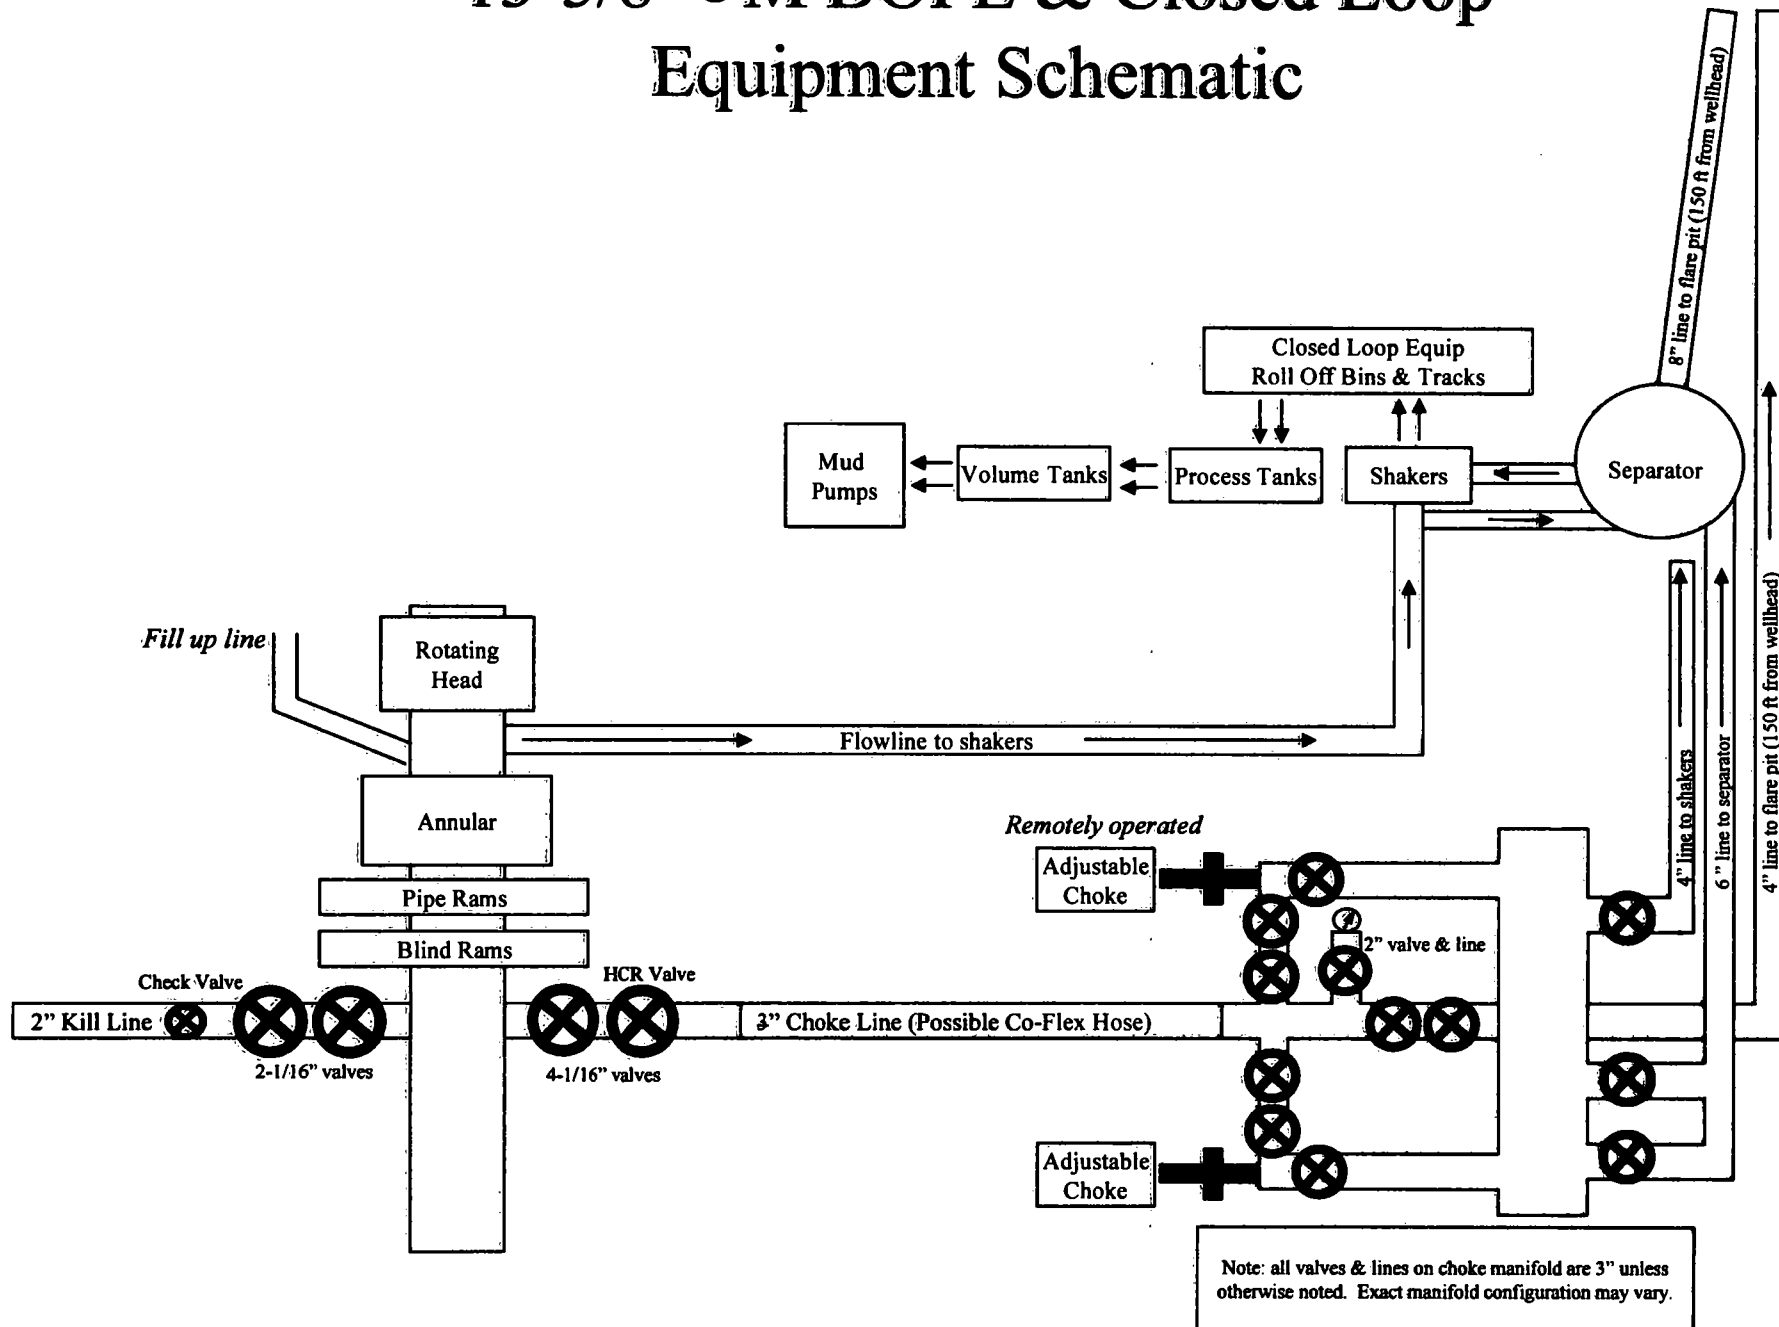 Equipment Schematic
8" line to flare pit (150 ft from wellhead)
Closed Loop Equip
Roll Off Bins & Tracks
Mud
Pumps
Volume Tanks
Process Tanks
Shakers
Separator
Fill up line
Rotating
Head
Flowline to shakers
Annular
Pipe Rams
Blind Rams
Check Valve
HCR Valve
2" Kill Line
3" Choke Line (Possible Co-Flex Hose)
2-1/16" valves
4-1/16" valves
Remotely operated
Adjustable
Choke
2" valve & line
Adjustable
Choke
4" line to shakers
6" line to separator
4" line to flare pit (150 ft from wellhead)
Note: all valves & lines on choke manifold are 3" unless
otherwise noted. Exact manifold configuration may vary.